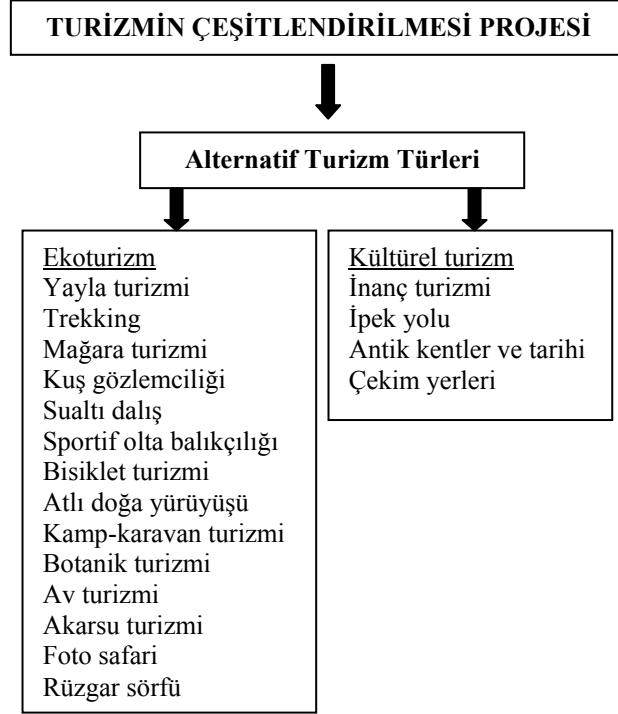 TURİZMİN ÇEŞİTLENDİRİLMESİ PROJESİ
Alternatif Turizm Türleri
Ekoturizm
Yayla turizmi
Trekking
Mağara turizmi
Kuş gözlemciliği
Sualtı dalış
Sportif olta balıkçılığı
Bisiklet turizmi
Atlı doğa yürüyüşü
Kamp-karavan turizmi
Botanik turizmi
Av turizmi
Akarsu turizmi
Foto safari
Rüzgar sörfü
Kültürel turizm
İnanç turizmi
İpek yolu
Antik kentler ve tarihi
Çekim yerleri